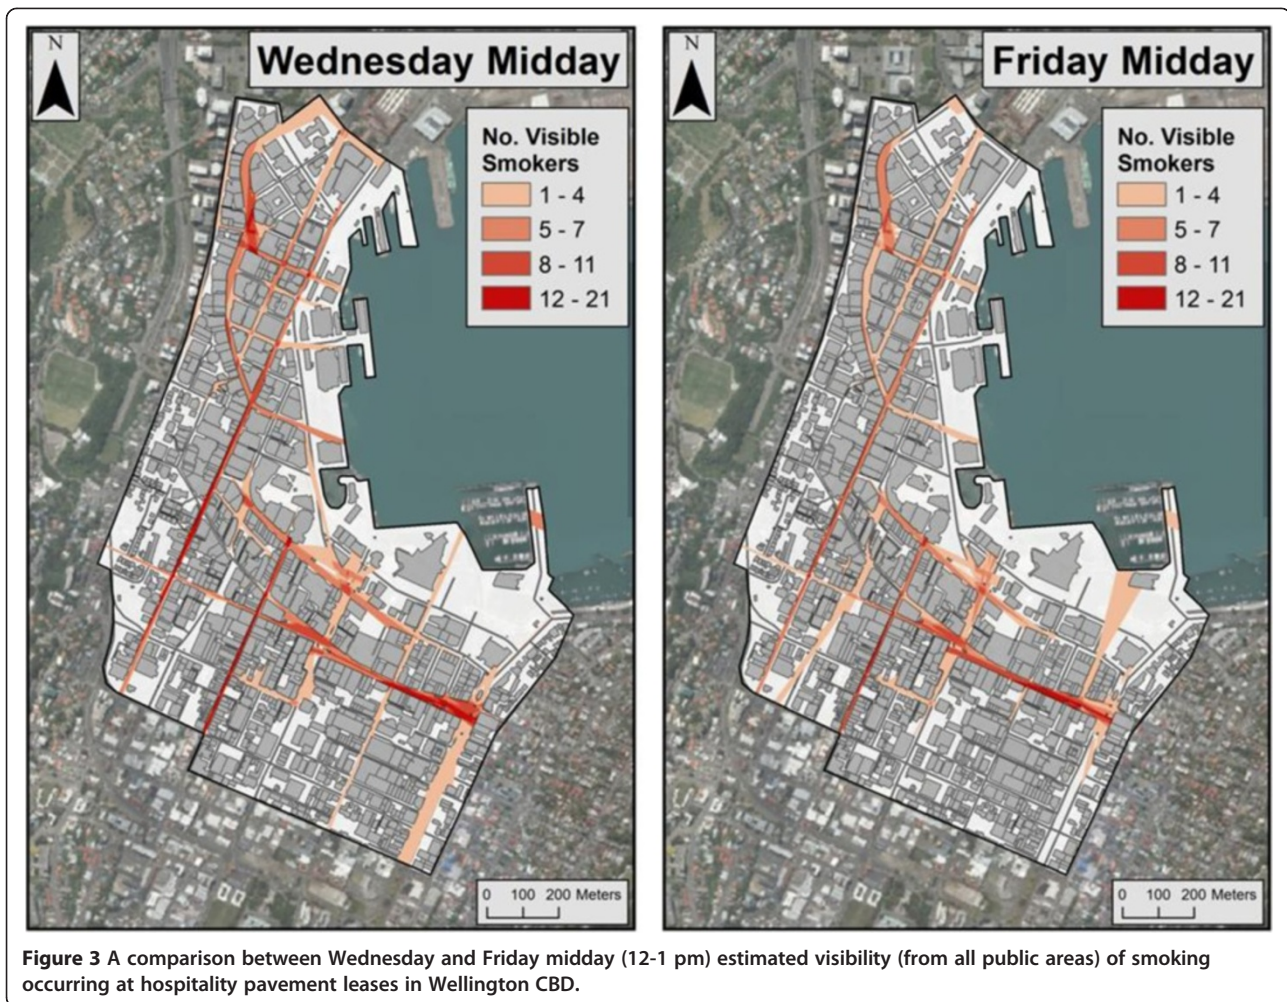 N
Wednesday Midday
No. Visible
Smokers
1 - 4
5 - 7
8 - 11
12 - 21
0 100 200 Meters
N
Friday Midday
No. Visible
Smokers
1 - 4
5 - 7
8 - 11
12 - 21
0 100 200 Meters
Figure 3 A comparison between Wednesday and Friday midday (12-1 pm) estimated visibility (from all public areas) of smoking
occurring at hospitality pavement leases in Wellington CBD.